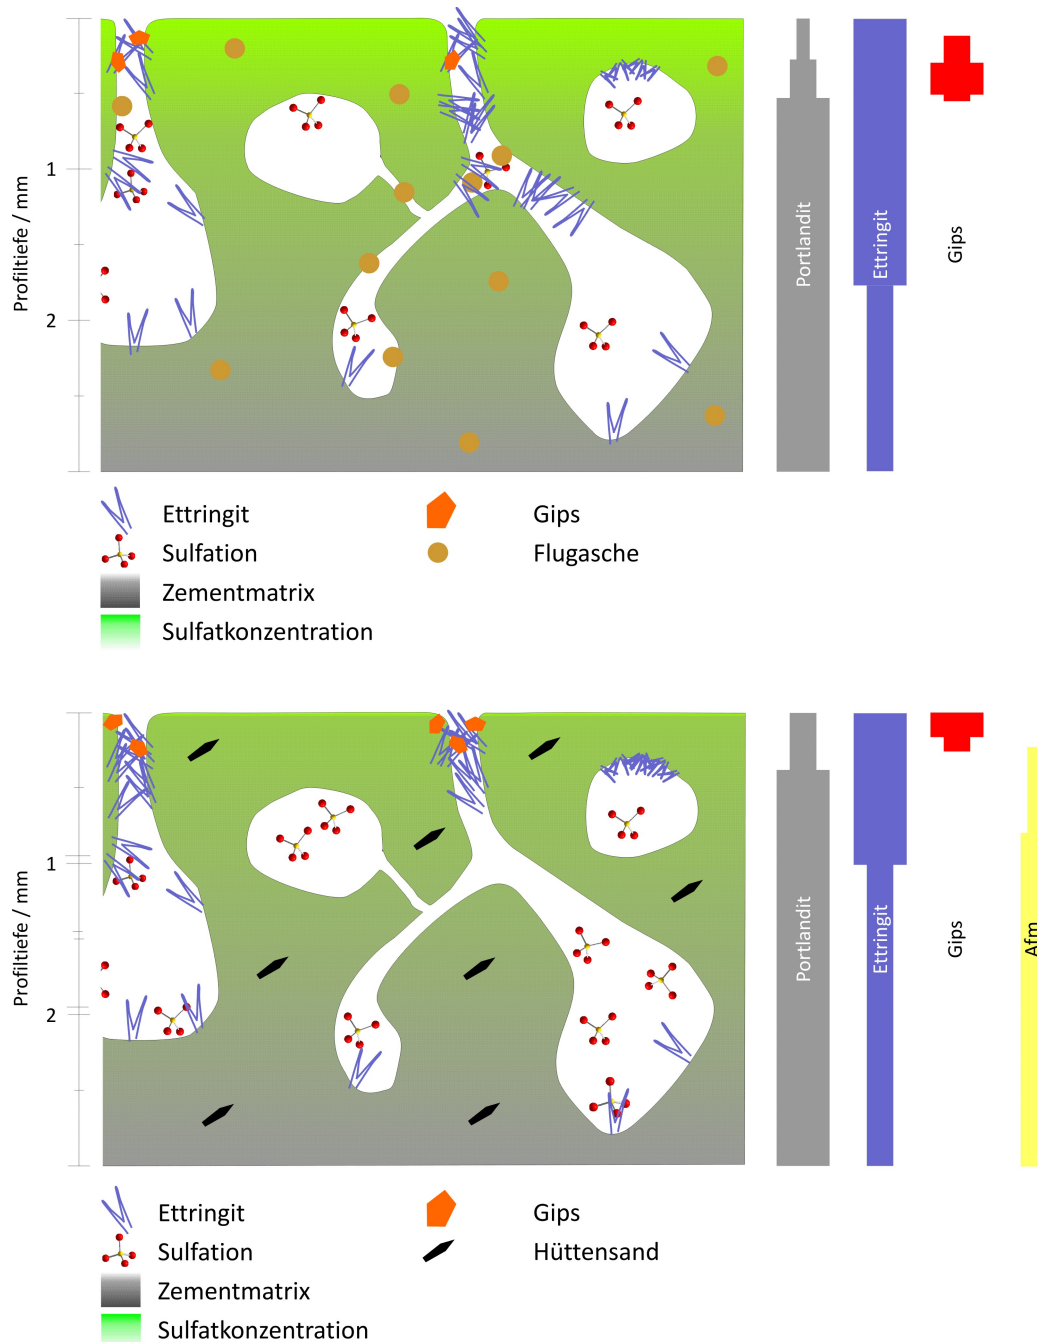 Profiltiefe / mm
1
2
Portlandit
Ettringit
Gips
Ettringit
Gips
Sulfation
Flugasche
Zementmatrix
Sulfatkonzentration
Profiltiefe / mm
1
2
Portlandit
Ettringit
Gips
Afm
Ettringit
Gips
Sulfation
Hüttensand
Zementmatrix
Sulfatkonzentration